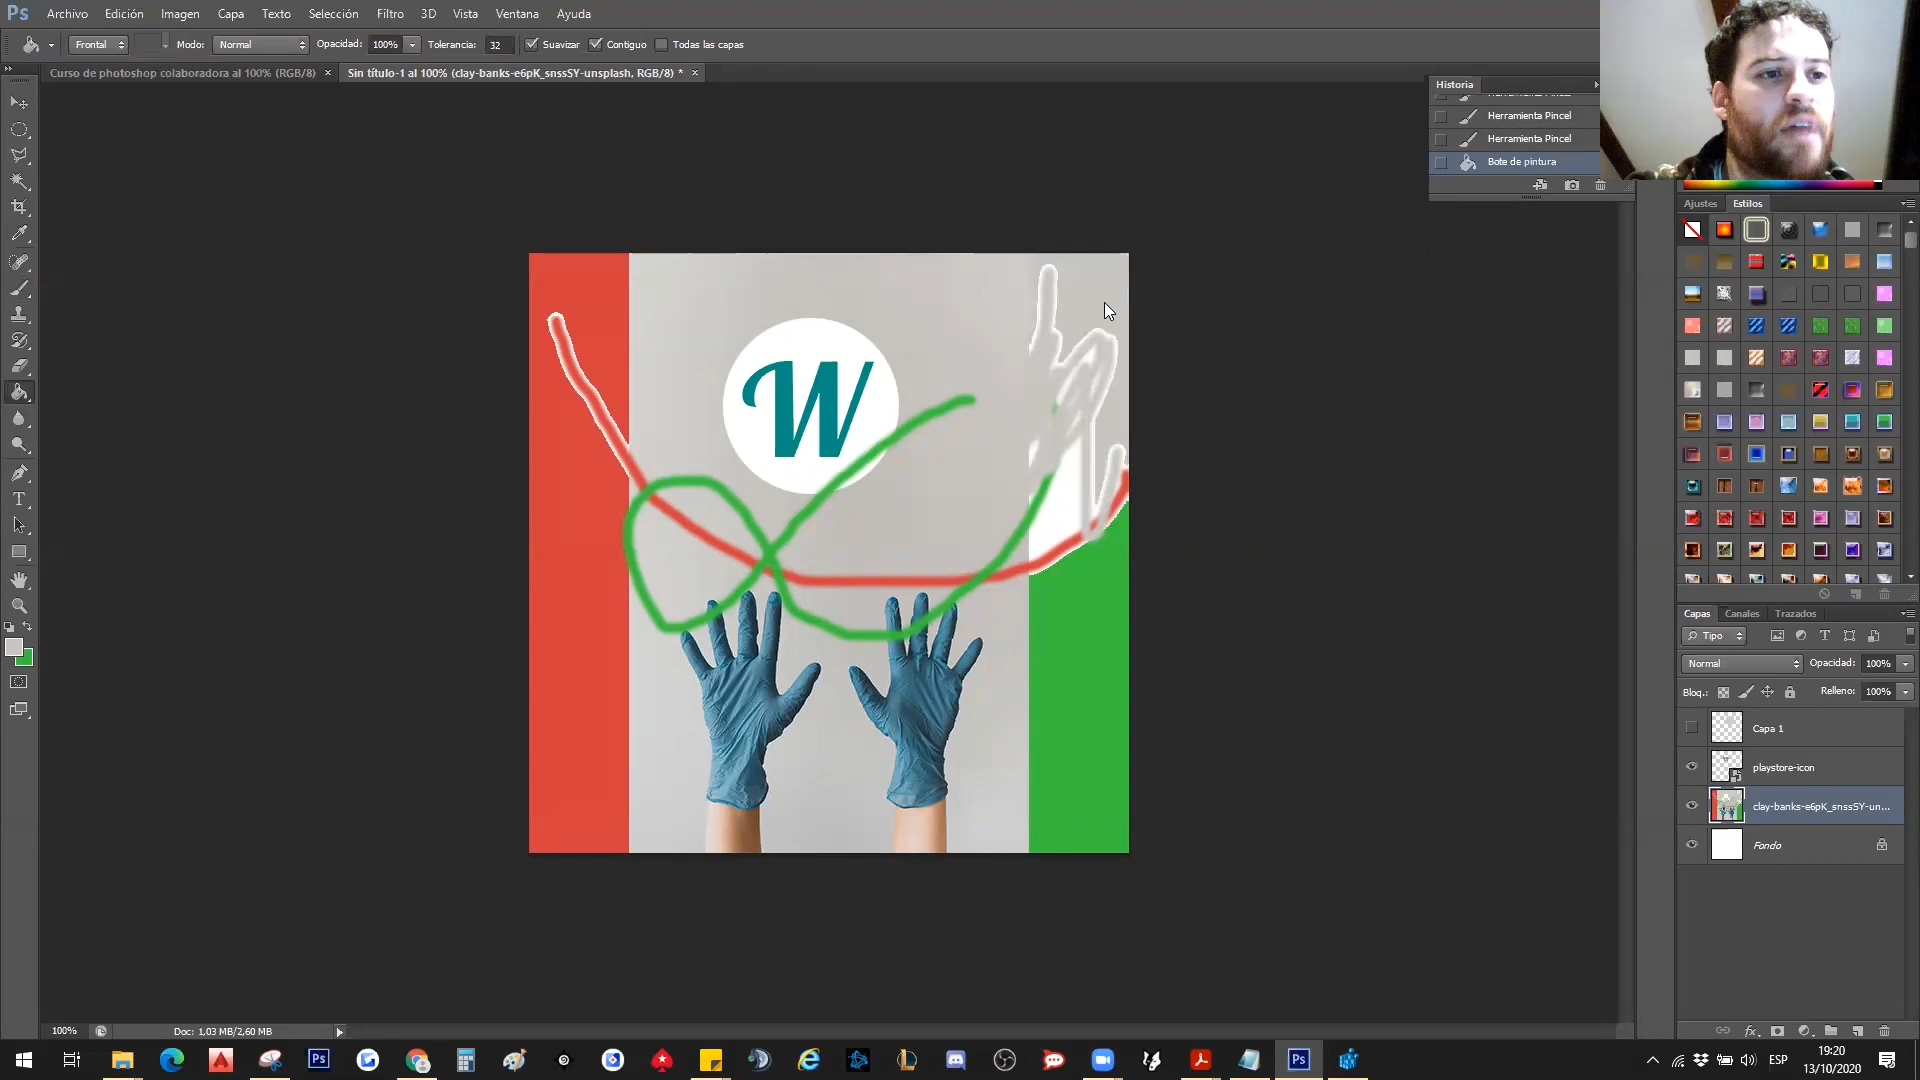 Ps Archivo Edición Imagen Capa Texto Selección Filtro 3D Vista Ventana Ayuda
Frontal Modo: Normal Opacidad: 100% Tolerancia: 32 Suavizar Contiguo Todas las capas
Curso de photoshop colaboradora al 100% (RGB/8) × Sin título-1 al 100% (clay-banks-e6pK_snssSY-unsplash, RGB/8) * ×
Historia
Herramienta Pincel
Herramienta Pincel
Bote de pintura
Ajustes Estilos
W
Capas Canales Trazados
Tipo
Normal Opacidad: 100%
Bloq.: Relleno: 100%
Capa 1
playstore-icon
clay-banks-e6pK_snssSY-un...
Fondo
100% Doc: 1,03 MB/2,60 MB
fx
Ps Ps ESP
19:20
13/10/2020